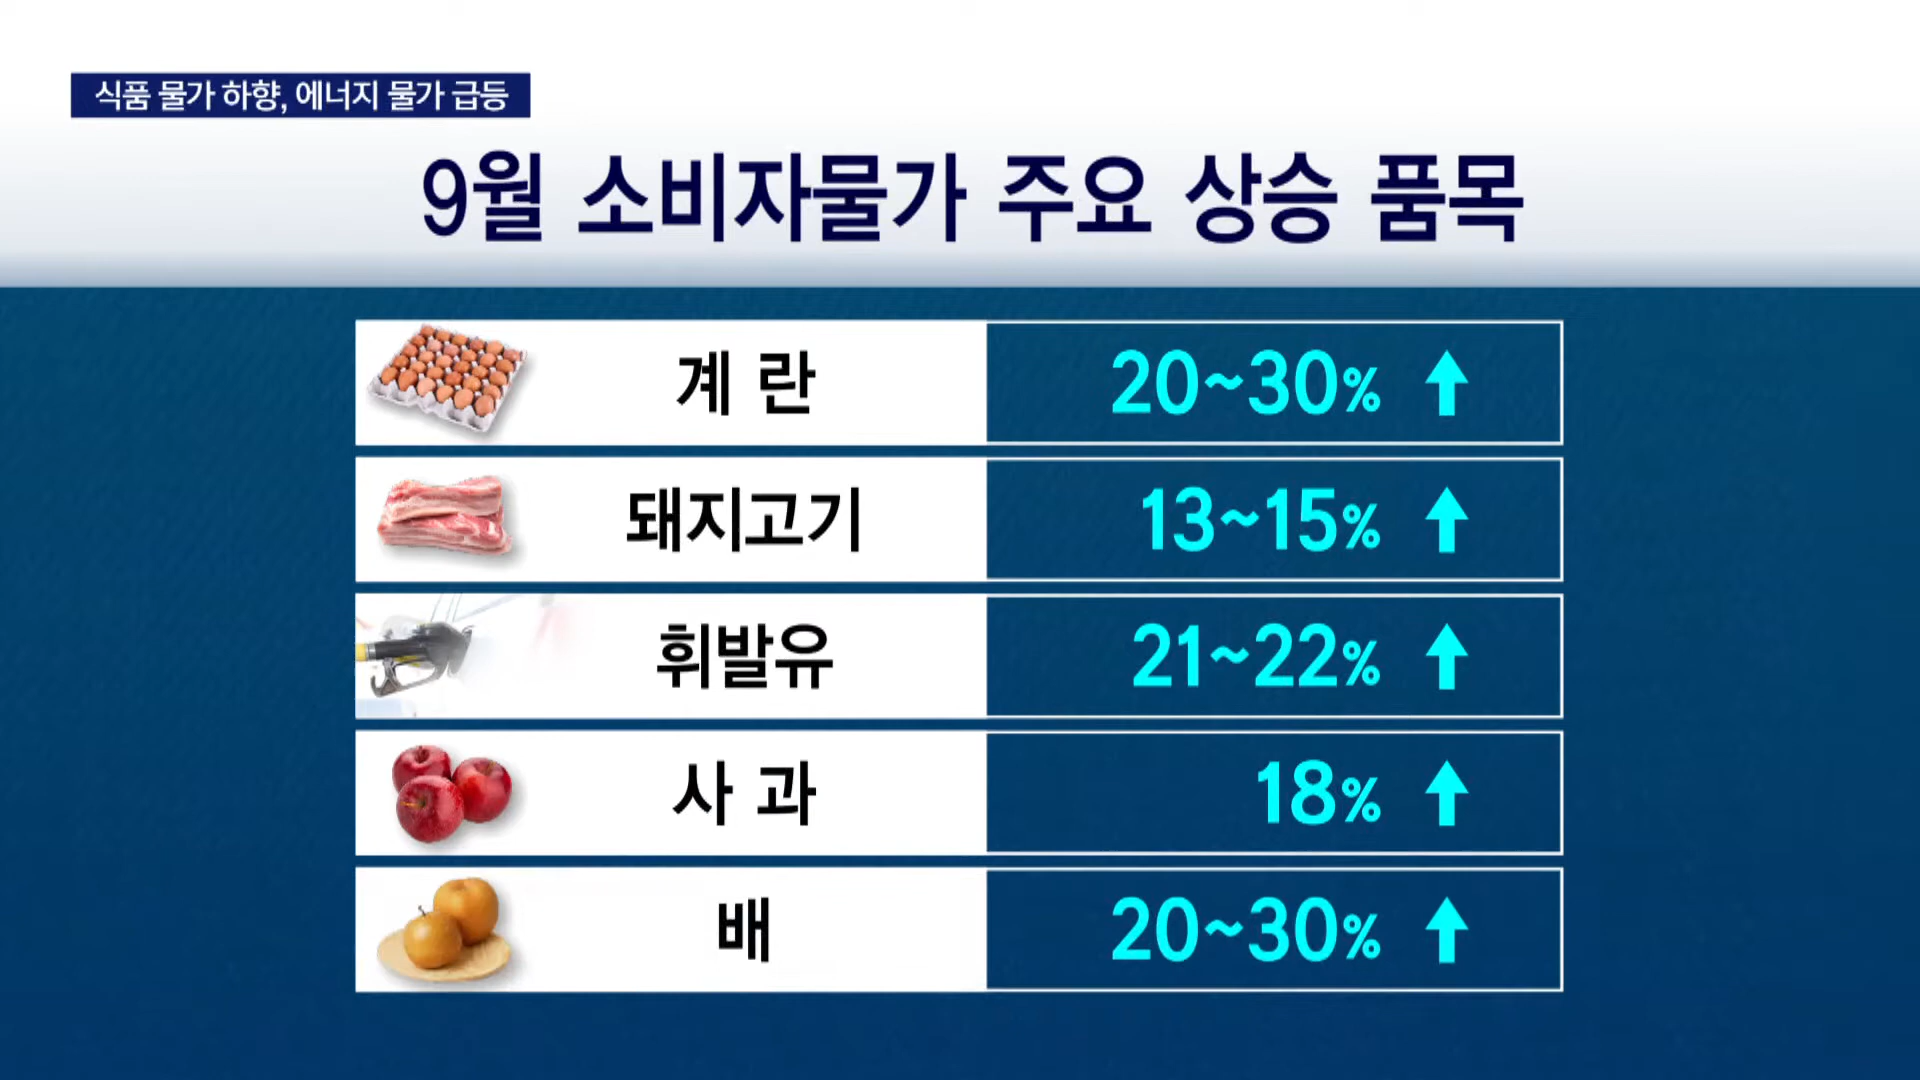 식품 물가 하향, 에너지 물가 급등
9월 소비자물가 주요 상승 품목
계 란 20~30% ↑
돼지고기 13~15% ↑
휘발유 21~22% ↑
사 과 18% ↑
배 20~30% ↑